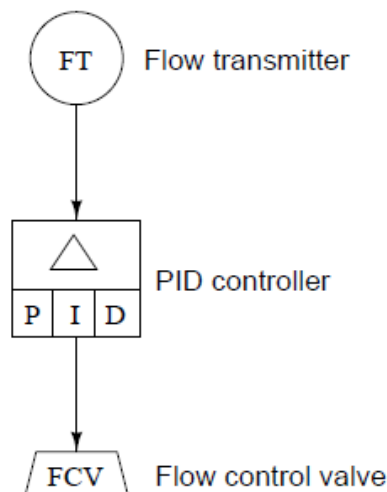 FT Flow transmitter
PID controller
P I D
FCV Flow control valve